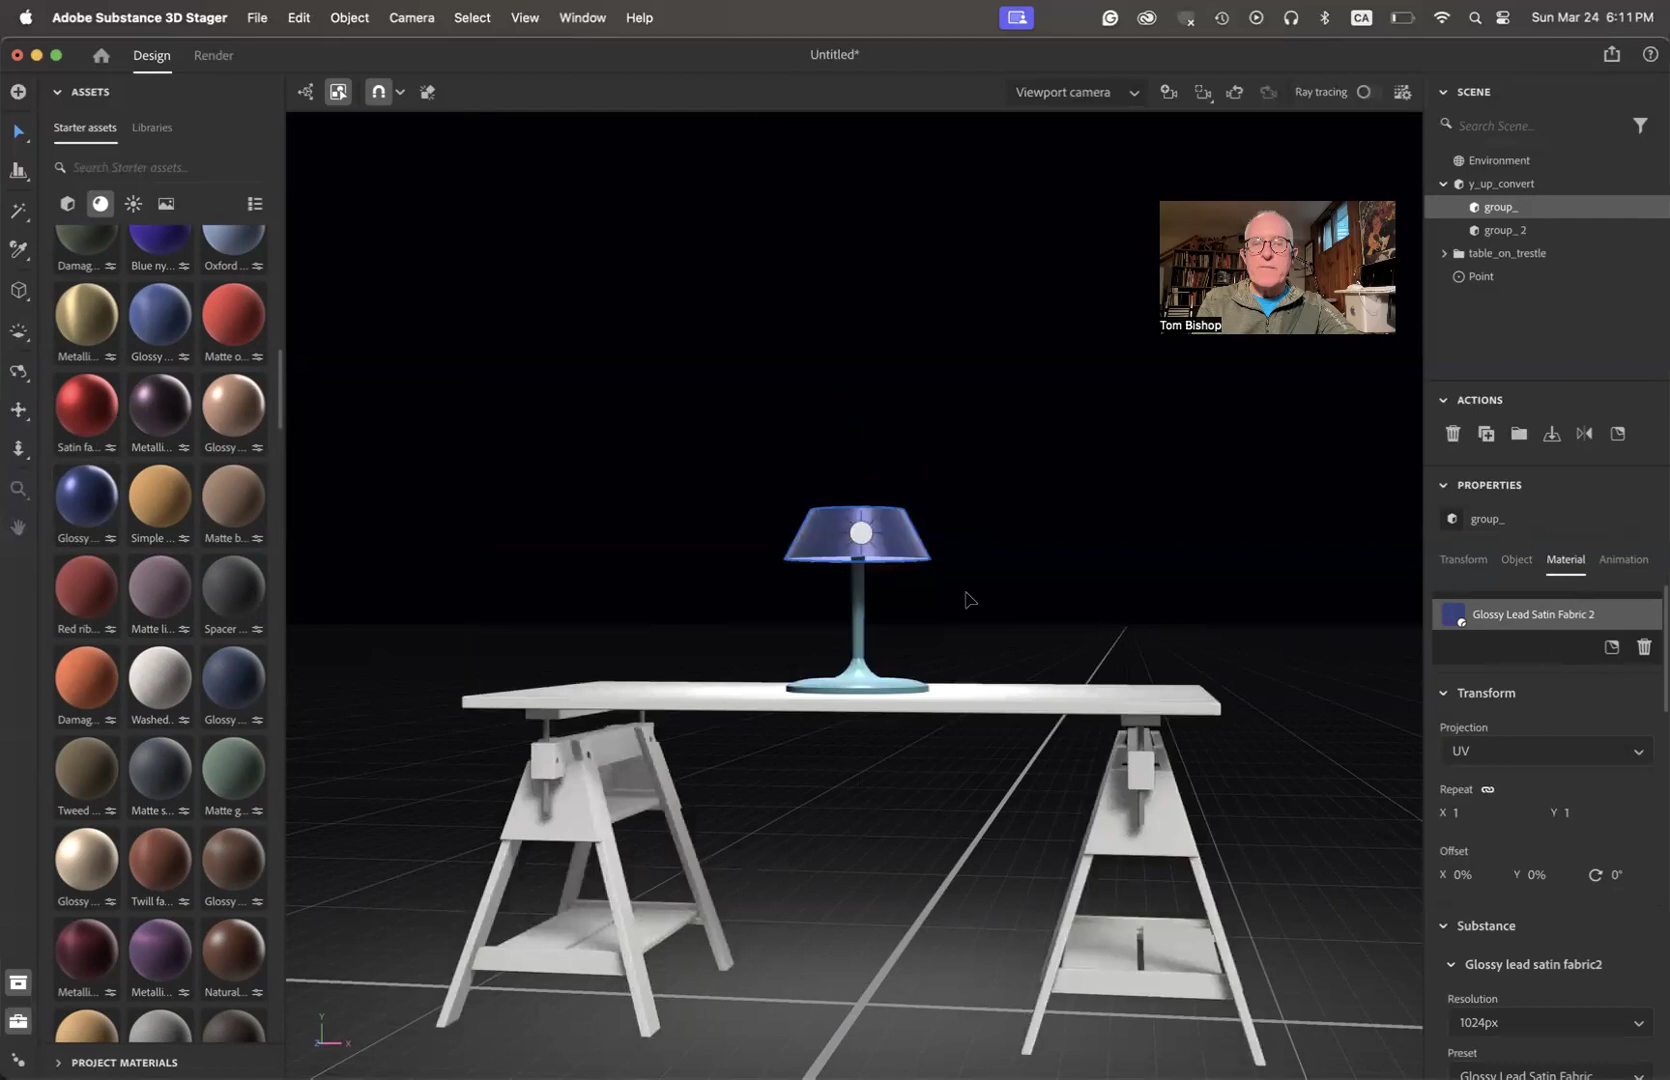 Adobe Substance 3D Stager File Edit Object Camera Select View Window Help CA Sun Mar 24 6:11 PM
Design Render Untitled*
ASSETS
Starter assets Libraries
Search Starter assets...
Damag... Blue ny... Oxford ...
Metalli... Glossy ... Matte o...
Satin fa... Metalli... Glossy ...
Glossy ... Simple ... Matte b...
Red rib... Matte li... Spacer ...
Damag... Washed... Glossy ...
Tweed ... Matte s... Matte g...
Glossy ... Twill fa... Glossy ...
Metalli... Metalli... Natural...
PROJECT MATERIALS
Viewport camera Ray tracing
Tom Bishop
Y
Z X
SCENE
Search Scene...
Environment
y_up_convert
group_
group_ 2
table_on_trestle
Point
ACTIONS
PROPERTIES
group_
Transform Object Material Animation
Glossy Lead Satin Fabric 2
Transform
Projection
UV
Repeat
X 1 Y 1
Offset
X 0% Y 0% 0°
Substance
Glossy lead satin fabric2
Resolution
1024px
Preset
Glossy Lead Satin Fabric